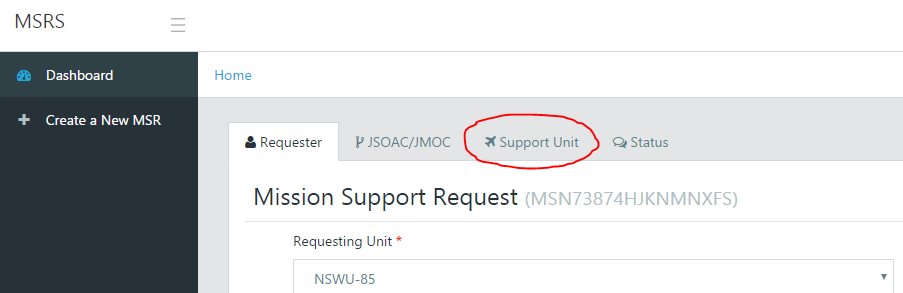 MSRS
Dashboard
Home
Create a New MSR
Requester JSOAC/JMOC Support Unit Status
Mission Support Request (MSN73874HJKNMNXFS)
Requesting Unit *
NSWU-85